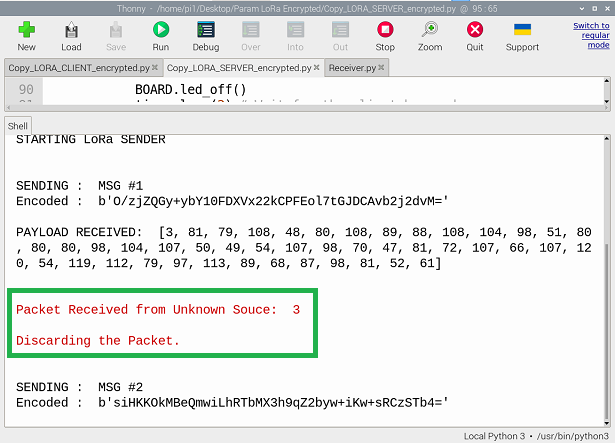 Thonny - /home/pi1/Desktop/Param LoRa Encrypted/Copy_LORA_SERVER_encrypted.py @ 95 : 65
New Load Save Run Debug Over Into Out Stop Zoom Quit Support
Switch to
regular
mode
Copy_LORA_CLIENT_encrypted.py Copy_LORA_SERVER_encrypted.py Receiver.py
90 BOARD.led_off()
Shell
STARTING LoRa SENDER
SENDING : MSG #1
Encoded : b'O/zjZQGy+ybY10FDXVx22kCPFEol7tGJDCAvb2j2dvM='
PAYLOAD RECEIVED: [3, 81, 79, 108, 48, 80, 108, 89, 88, 108, 104, 98, 51, 80
, 80, 80, 98, 104, 107, 50, 49, 54, 107, 98, 70, 47, 81, 72, 107, 66, 107, 12
0, 54, 119, 112, 79, 97, 113, 89, 68, 87, 98, 81, 52, 61]
Packet Received from Unknown Souce: 3
Discarding the Packet.
SENDING : MSG #2
Encoded : b'siHKKOkMBeQmwiLhRTbMX3h9qZ2byw+iKw+sRCzSTb4='
Local Python 3 • /usr/bin/python3